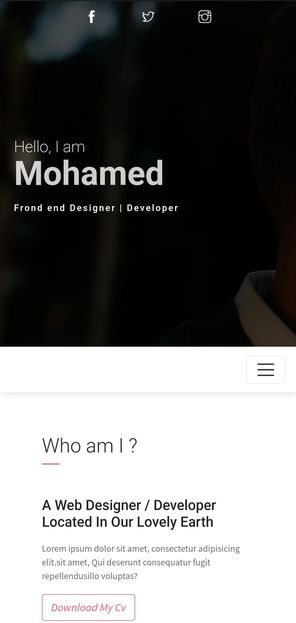 Hello, I am
Mohamed
Frond end Designer | Developer
Who am I ?
A Web Designer / Developer
Located In Our Lovely Earth
Lorem ipsum dolor sit amet, consectetur adipisicing
elit.sit amet, Qui deserunt consequatur fugit
repellendusillo voluptas?
Download My Cv